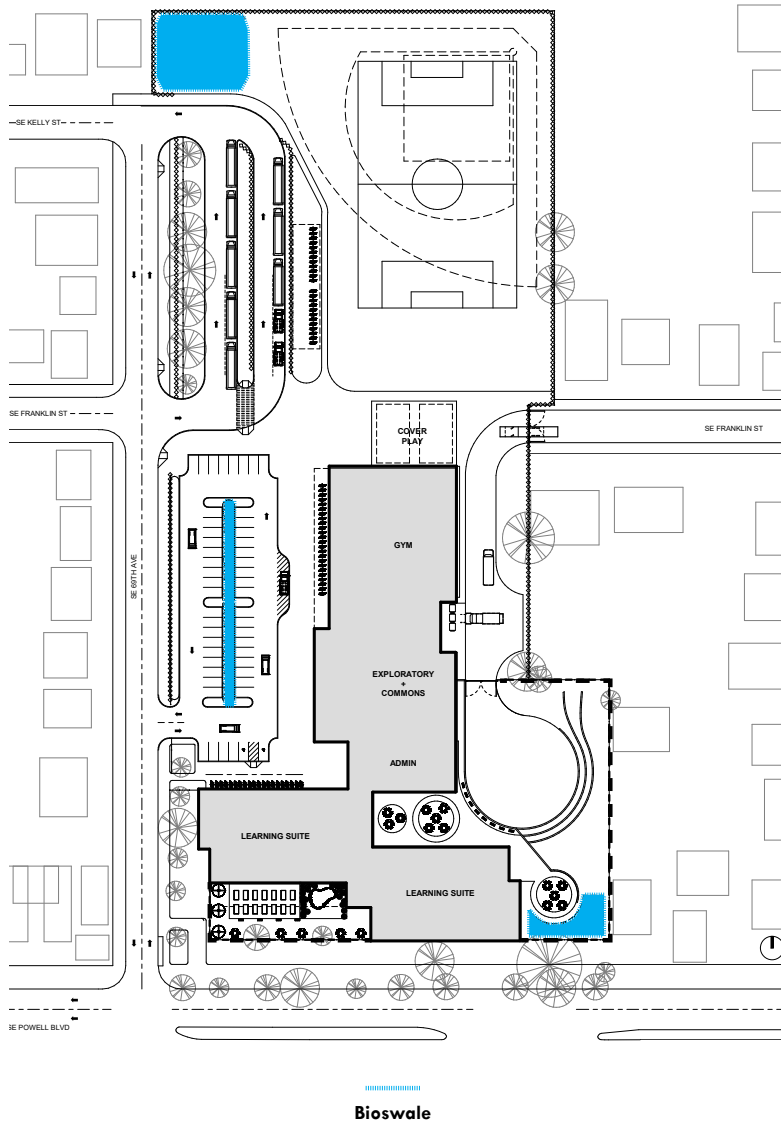 SE KELLY ST
SE FRANKLIN ST
SE FRANKLIN ST
COVER
PLAY
GYM
SE 69TH AVE
EXPLORATORY
+
COMMONS
ADMIN
LEARNING SUITE
LEARNING SUITE
SE POWELL BLVD
Bioswale